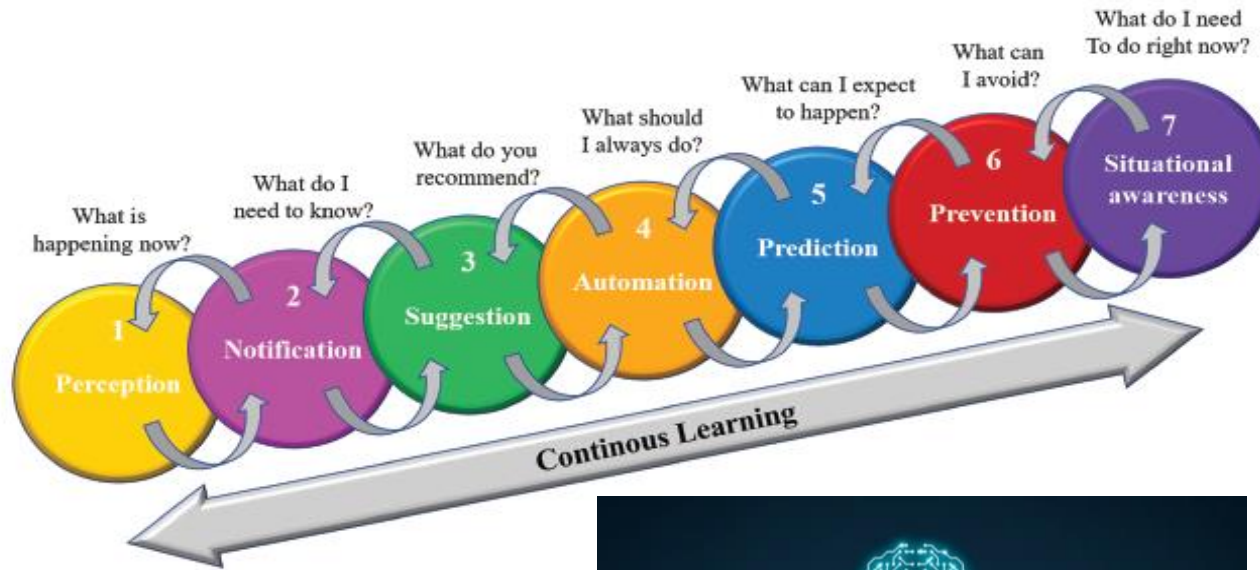 What is
happening now?
1
Perception
What do I
need to know?
2
Notification
What do you
recommend?
3
Suggestion
What should
I always do?
4
Automation
What can I expect
to happen?
5
Prediction
What can
I avoid?
6
Prevention
What do I need
To do right now?
7
Situational
awareness
Continous Learning